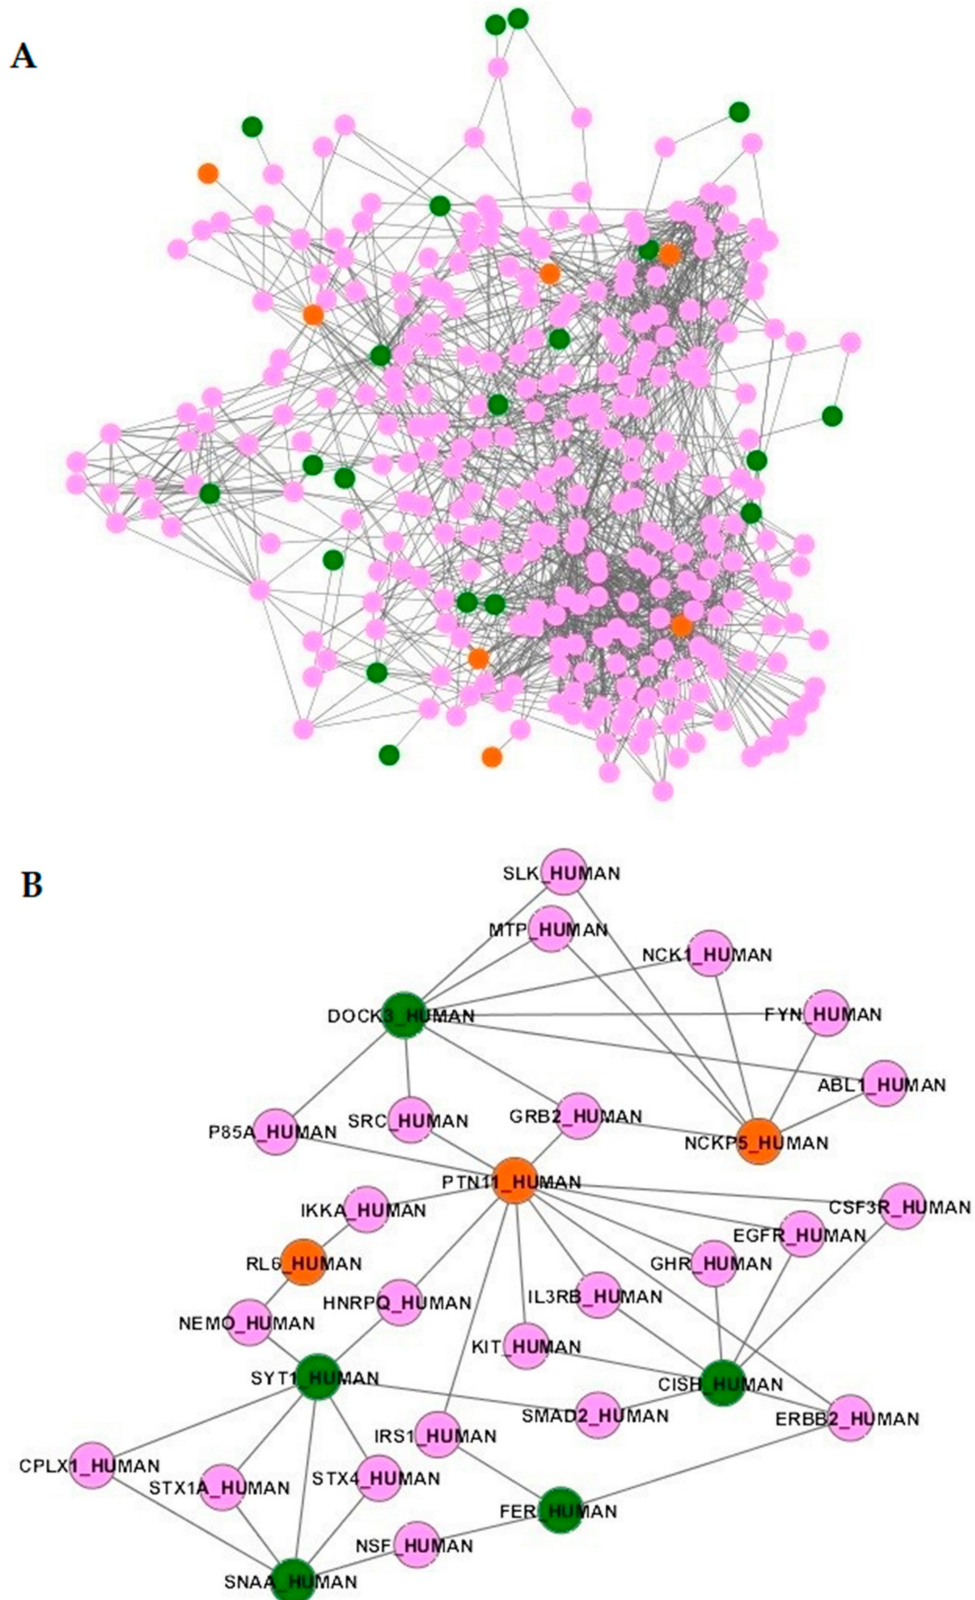 A
B
SLK_HUMAN
MTP_HUMAN
NCK1_HUMAN
DOCK3_HUMAN
FYN_HUMAN
ABL1_HUMAN
P85A_HUMAN
SRC_HUMAN
GRB2_HUMAN
NCKP5_HUMAN
PTN11_HUMAN
IKKA_HUMAN
CSF3R_HUMAN
EGFR_HUMAN
RL6_HUMAN
GHR_HUMAN
HNRPQ_HUMAN
IL3RB_HUMAN
NEMO_HUMAN
KIT_HUMAN
SYT1_HUMAN
CISH_HUMAN
SMAD2_HUMAN
ERBB2_HUMAN
IRS1_HUMAN
CPLX1_HUMAN
STX1A_HUMAN
STX4_HUMAN
FER_HUMAN
NSF_HUMAN
SNAA_HUMAN